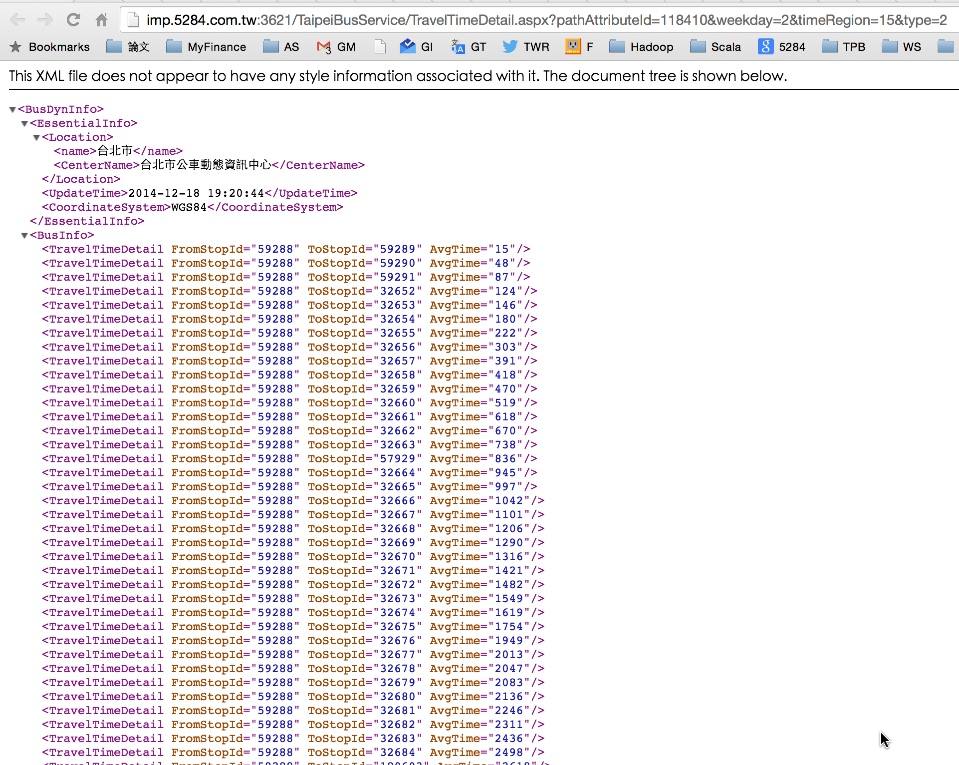 imp.5284.com.tw:3621/TaipeiBusService/TravelTimeDetail.aspx?pathAttributeId=118410&weekday=2&timeRegion=15&type=2
Bookmarks 論文 MyFinance AS GM GI GT TWR F Hadoop Scala 5284 TPB WS
This XML file does not appear to have any style information associated with it. The document tree is shown below.
<BusDynInfo>
<EssentialInfo>
<Location>
<name>台北市</name>
<CenterName>台北市公車動態資訊中心</CenterName>
</Location>
<UpdateTime>2014-12-18 19:20:44</UpdateTime>
<CoordinateSystem>WGS84</CoordinateSystem>
</EssentialInfo>
<BusInfo>
<TravelTimeDetail FromStopId="59288" ToStopId="59289" AvgTime="15"/>
<TravelTimeDetail FromStopId="59288" ToStopId="59290" AvgTime="48"/>
<TravelTimeDetail FromStopId="59288" ToStopId="59291" AvgTime="87"/>
<TravelTimeDetail FromStopId="59288" ToStopId="32652" AvgTime="124"/>
<TravelTimeDetail FromStopId="59288" ToStopId="32653" AvgTime="146"/>
<TravelTimeDetail FromStopId="59288" ToStopId="32654" AvgTime="180"/>
<TravelTimeDetail FromStopId="59288" ToStopId="32655" AvgTime="222"/>
<TravelTimeDetail FromStopId="59288" ToStopId="32656" AvgTime="303"/>
<TravelTimeDetail FromStopId="59288" ToStopId="32657" AvgTime="391"/>
<TravelTimeDetail FromStopId="59288" ToStopId="32658" AvgTime="418"/>
<TravelTimeDetail FromStopId="59288" ToStopId="32659" AvgTime="470"/>
<TravelTimeDetail FromStopId="59288" ToStopId="32660" AvgTime="519"/>
<TravelTimeDetail FromStopId="59288" ToStopId="32661" AvgTime="618"/>
<TravelTimeDetail FromStopId="59288" ToStopId="32662" AvgTime="670"/>
<TravelTimeDetail FromStopId="59288" ToStopId="32663" AvgTime="738"/>
<TravelTimeDetail FromStopId="59288" ToStopId="57929" AvgTime="836"/>
<TravelTimeDetail FromStopId="59288" ToStopId="32664" AvgTime="945"/>
<TravelTimeDetail FromStopId="59288" ToStopId="32665" AvgTime="997"/>
<TravelTimeDetail FromStopId="59288" ToStopId="32666" AvgTime="1042"/>
<TravelTimeDetail FromStopId="59288" ToStopId="32667" AvgTime="1101"/>
<TravelTimeDetail FromStopId="59288" ToStopId="32668" AvgTime="1206"/>
<TravelTimeDetail FromStopId="59288" ToStopId="32669" AvgTime="1290"/>
<TravelTimeDetail FromStopId="59288" ToStopId="32670" AvgTime="1316"/>
<TravelTimeDetail FromStopId="59288" ToStopId="32671" AvgTime="1421"/>
<TravelTimeDetail FromStopId="59288" ToStopId="32672" AvgTime="1482"/>
<TravelTimeDetail FromStopId="59288" ToStopId="32673" AvgTime="1549"/>
<TravelTimeDetail FromStopId="59288" ToStopId="32674" AvgTime="1619"/>
<TravelTimeDetail FromStopId="59288" ToStopId="32675" AvgTime="1754"/>
<TravelTimeDetail FromStopId="59288" ToStopId="32676" AvgTime="1949"/>
<TravelTimeDetail FromStopId="59288" ToStopId="32677" AvgTime="2013"/>
<TravelTimeDetail FromStopId="59288" ToStopId="32678" AvgTime="2047"/>
<TravelTimeDetail FromStopId="59288" ToStopId="32679" AvgTime="2083"/>
<TravelTimeDetail FromStopId="59288" ToStopId="32680" AvgTime="2136"/>
<TravelTimeDetail FromStopId="59288" ToStopId="32681" AvgTime="2246"/>
<TravelTimeDetail FromStopId="59288" ToStopId="32682" AvgTime="2311"/>
<TravelTimeDetail FromStopId="59288" ToStopId="32683" AvgTime="2436"/>
<TravelTimeDetail FromStopId="59288" ToStopId="32684" AvgTime="2498"/>